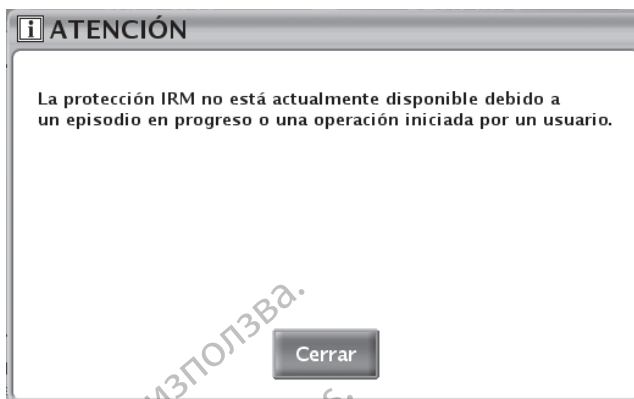 ATENCIÓN
La protección IRM no está actualmente disponible debido a
un episodio en progreso o una operación iniciada por un usuario.
използва.
Cerrar